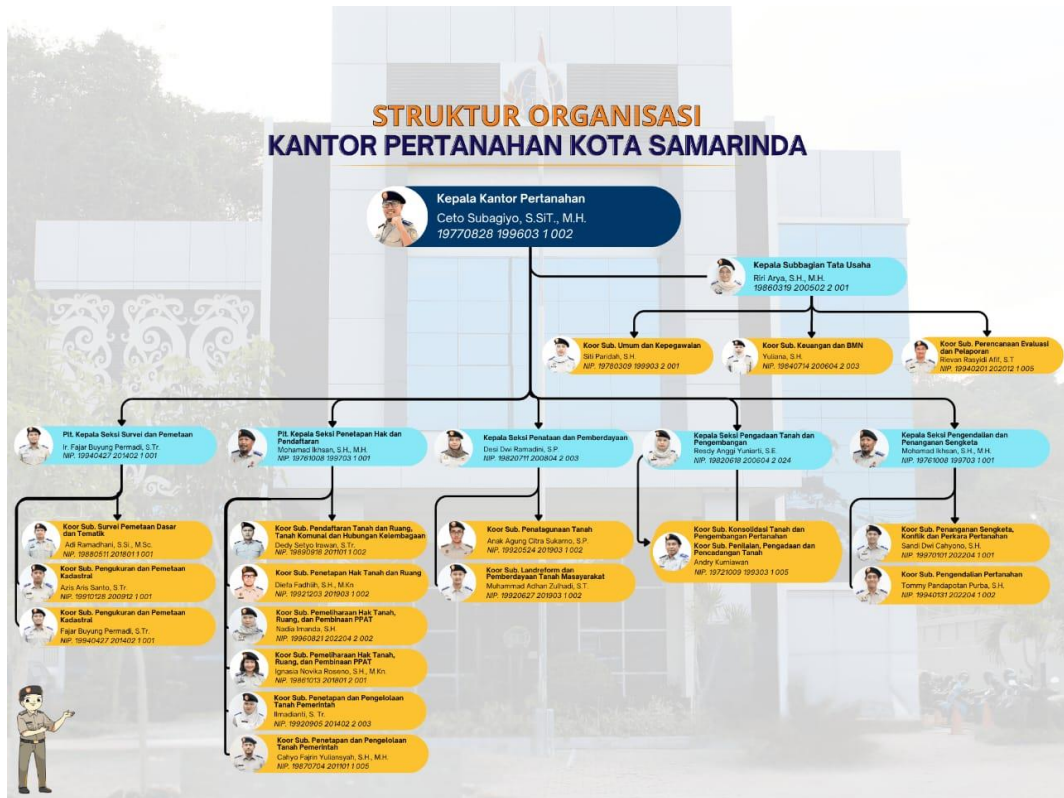 STRUKTUR ORGANISASI
KANTOR PERTANAHAN KOTA SAMARINDA
Kepala Kantor Pertanahan
Ceto Subagiyo, S.SiT., M.H.
19770828 199603 1 002
Kepala Subbagian Tata Usaha
Riri Arya, S.H., M.H.
19860319 200502 2 001
Koor Sub. Umum dan Kepegawaian
Siti Paridah, S.H.
NIP. 19780309 199903 2 001
Koor Sub. Keuangan dan BMN
Yuliana, S.H.
NIP. 19840714 200604 2 003
Koor Sub. Perencanaan Evaluasi
dan Pelaporan
Rievan Rasyidi Afif, S.T
NIP. 19940201 202012 1 005
Plt. Kepala Seksi Survei dan Pemetaan
Ir. Fajar Buyung Permadi, S.Tr.
NIP. 19940427 201402 1 001
Koor Sub. Survei Pemetaan Dasar
dan Tematik
Adi Ramadhani, S.Si., M.Sc.
NIP. 19880511 201801 1 001
Koor Sub. Pengukuran dan Pemetaan
Kadastral
Azis Aris Santo, S.Tr.
NIP. 19910128 200912 1 001
Koor Sub. Pengukuran dan Pemetaan
Kadastral
Fajar Buyung Permadi, S.Tr.
NIP. 19940427 201402 1 001
Plt. Kepala Seksi Penetapan Hak dan
Pendaftaran
Mohamad Ikhsan, S.H., M.H.
NIP. 19761008 199703 1 001
Koor Sub. Pendaftaran Tanah dan Ruang,
Tanah Komunal dan Hubungan Kelembagaan
Dedy Setyo Irawan, S.Tr.
NIP. 19890916 201101 1 002
Koor Sub. Penetapan Hak Tanah dan Ruang
Dieta Fadhlih, S.H., M.Kn
NIP. 19921203 201903 1 002
Koor Sub. Pemeliharaan Hak Tanah,
Ruang, dan Pembinaan PPAT
Nadia Imanda, S.H
NIP. 19960821 202204 2 002
Koor Sub. Pemeliharaan Hak Tanah,
Ruang, dan Pembinaan PPAT
Ignasia Novika Roseno, S.H., M.Kn.
NIP. 19861013 201801 2 001
Koor Sub. Penetapan dan Pengelolaan
Tanah Pemerintah
Ilmadianti, S. Tr.
NIP. 19920905 201402 2 003
Koor Sub. Penetapan dan Pengelolaan
Tanah Pemerintah
Cahyo Fajrin Yuliansyah, S.H., M.H.
NIP. 19870704 201101 1 005
Kepala Seksi Penataan dan Pemberdayaan
Desi Dwi Ramadini, S.P.
NIP. 19820711 200804 2 003
Koor Sub. Penatagunaan Tanah
Anak Agung Citra Sukarno, S.P.
NIP. 19920524 201903 1 002
Koor Sub. Landreform dan
Pemberdayaan Tanah Masayarakat
Muhammad Adhan Zulhadi, S.T.
NIP. 19920627 201903 1 002
Kepala Seksi Pengadaan Tanah dan
Pengembangan
Resdy Anggi Yuniarti, S.E
NIP. 19820618 200604 2 024
Koor Sub. Konsolidasi Tanah dan
Pengembangan Pertanahan
Koor Sub. Penilaian, Pengadaan dan
Pencadangan Tanah
Andry Kurniawan
NIP. 19721009 199303 1 005
Kepala Seksi Pengendalian dan
Penanganan Sengketa
Mohamad Ikhsan, S.H., M.H.
NIP. 19761008 199703 1 001
Koor Sub. Penanganan Sengketa,
Konflik dan Perkara Pertanahan
Sandi Dwi Cahyono, S.H.
NIP. 19970101 202204 1 001
Koor Sub. Pengendalian Pertanahan
Tommy Pandapotan Purba, S.H.
NIP. 19940131 202204 1 002